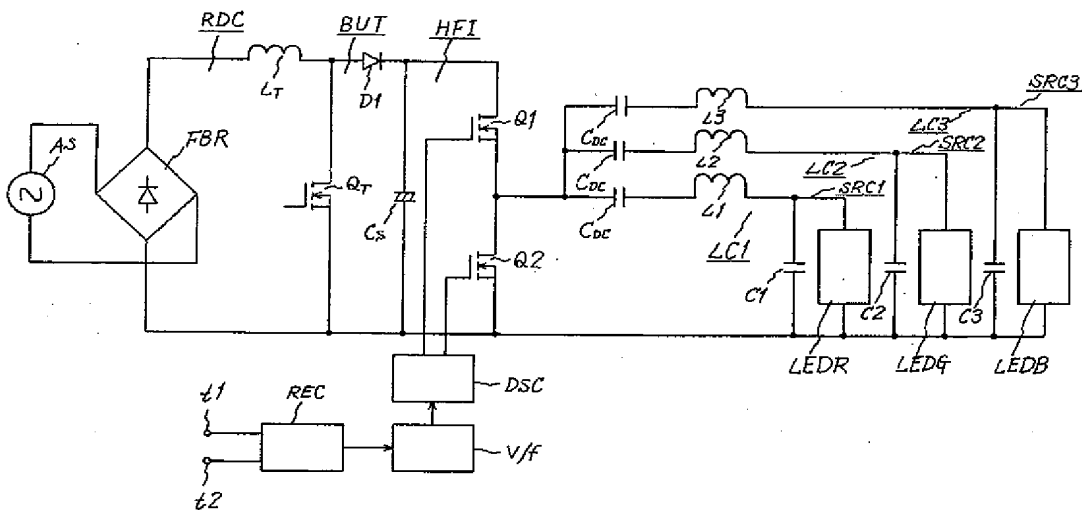 RDC
BUT
HFI
LT
D1
SRC3
AS
FBR
Q1
CDC
L3
LC3
SRC2
QT
CS
CDC
L2
LC2
SRC1
CDC
L1
LC1
Q2
C1
C2
C3
LEDR
LEDG
LEDB
DSC
t1
REC
V/f
t2